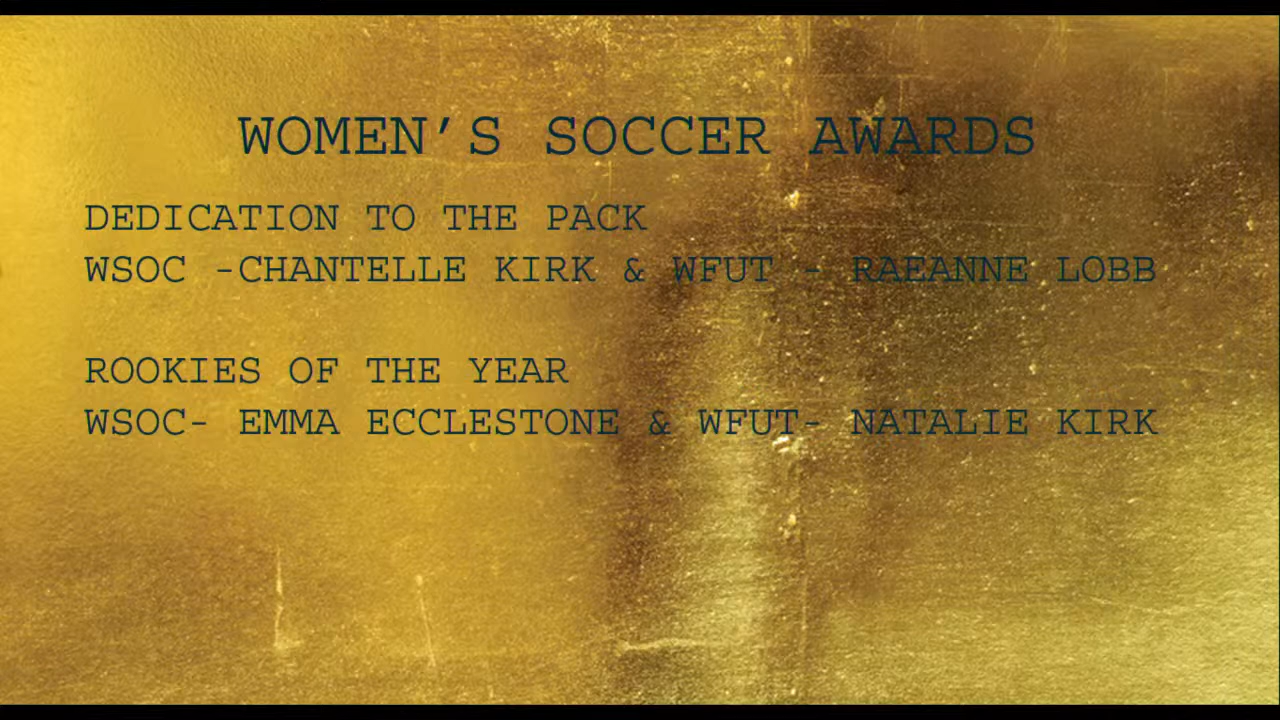 WOMEN’S SOCCER AWARDS
DEDICATION TO THE PACK
WSOC -CHANTELLE KIRK & WFUT - RAEANNE LOBB
ROOKIES OF THE YEAR
WSOC- EMMA ECCLESTONE & WFUT- NATALIE KIRK